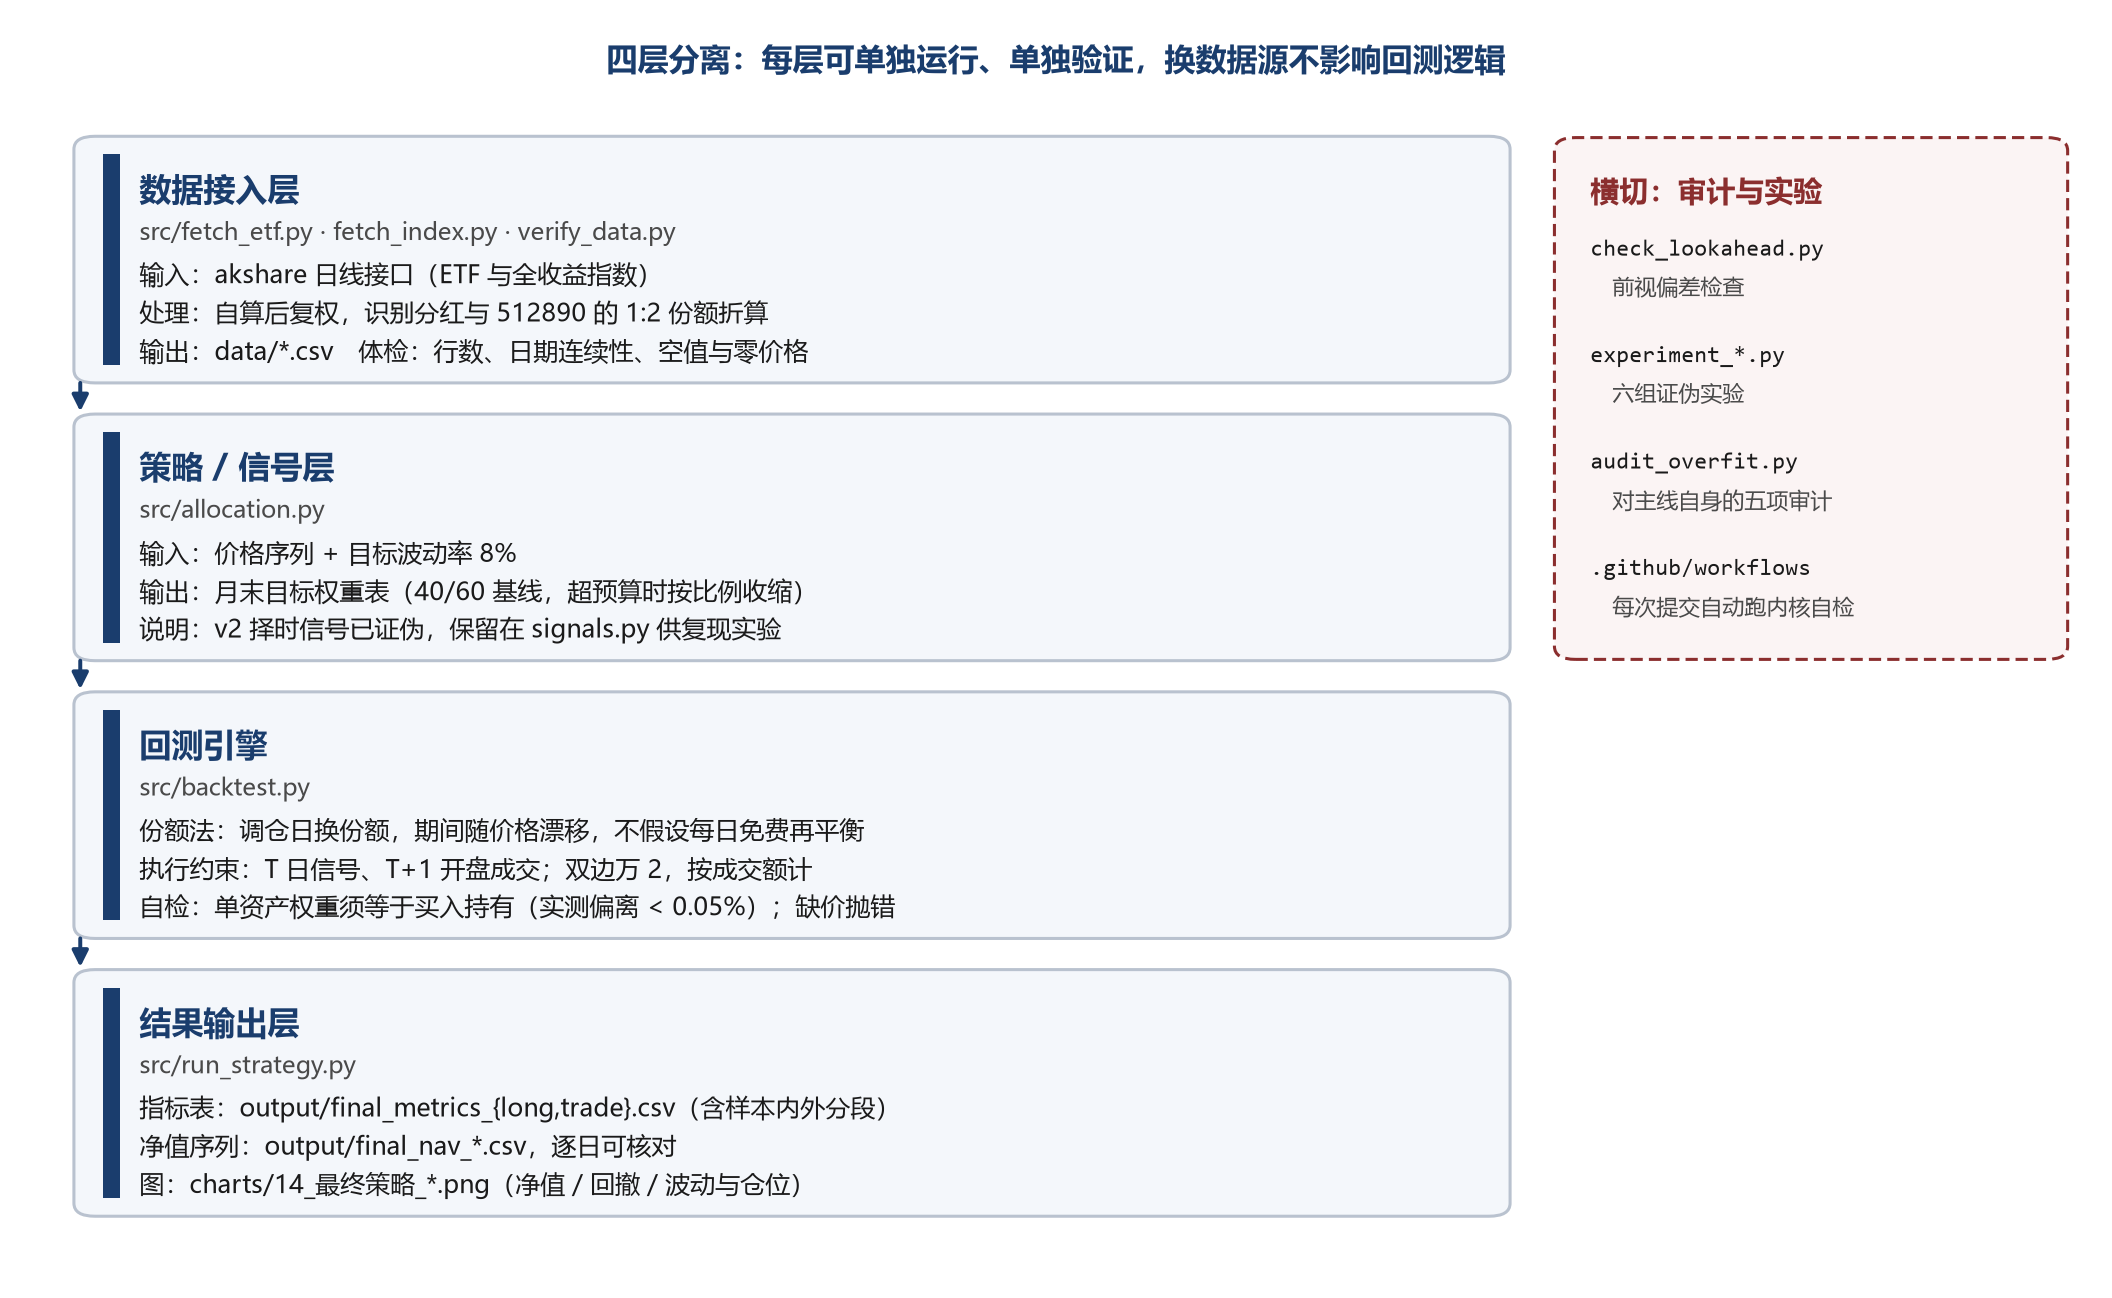 四层分离：每层可单独运行、单独验证，换数据源不影响回测逻辑
数据接入层
src/fetch_etf.py · fetch_index.py · verify_data.py
输入：akshare 日线接口（ETF 与全收益指数）
处理：自算后复权，识别分红与 512890 的 1:2 份额折算
输出：data/*.csv　体检：行数、日期连续性、空值与零价格
策略 / 信号层
src/allocation.py
输入：价格序列 + 目标波动率 8%
输出：月末目标权重表（40/60 基线，超预算时按比例收缩）
说明：v2 择时信号已证伪，保留在 signals.py 供复现实验
回测引擎
src/backtest.py
份额法：调仓日换份额，期间随价格漂移，不假设每日免费再平衡
执行约束：T 日信号、T+1 开盘成交；双边万 2，按成交额计
自检：单资产权重须等于买入持有（实测偏离 < 0.05%）；缺价抛错
结果输出层
src/run_strategy.py
指标表：output/final_metrics_{long,trade}.csv（含样本内外分段）
净值序列：output/final_nav_*.csv，逐日可核对
图：charts/14_最终策略_*.png（净值 / 回撤 / 波动与仓位）
横切：审计与实验
check_lookahead.py
前视偏差检查
experiment_*.py
六组证伪实验
audit_overfit.py
对主线自身的五项审计
.github/workflows
每次提交自动跑内核自检